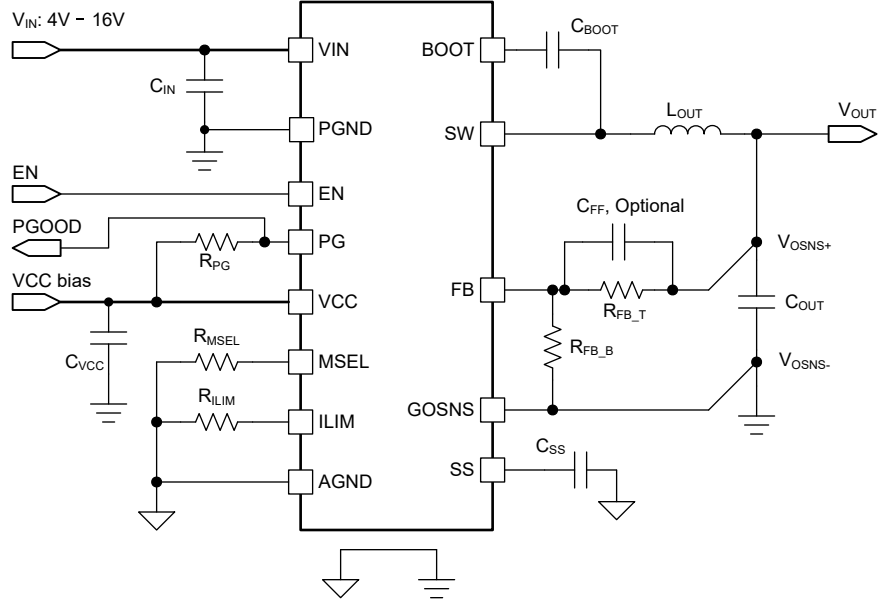 VIN: 4V – 16V
CIN
VIN
PGND
EN
EN
PGOOD
PG
RPG
VCC bias
VCC
CVCC
RMSEL
MSEL
RILIM
ILIM
AGND
BOOT
CBOOT
SW
LOUT
VOUT
CFF, Optional
VOSNS+
FB
RFB_T
COUT
RFB_B
VOSNS-
GOSNS
CSS
SS